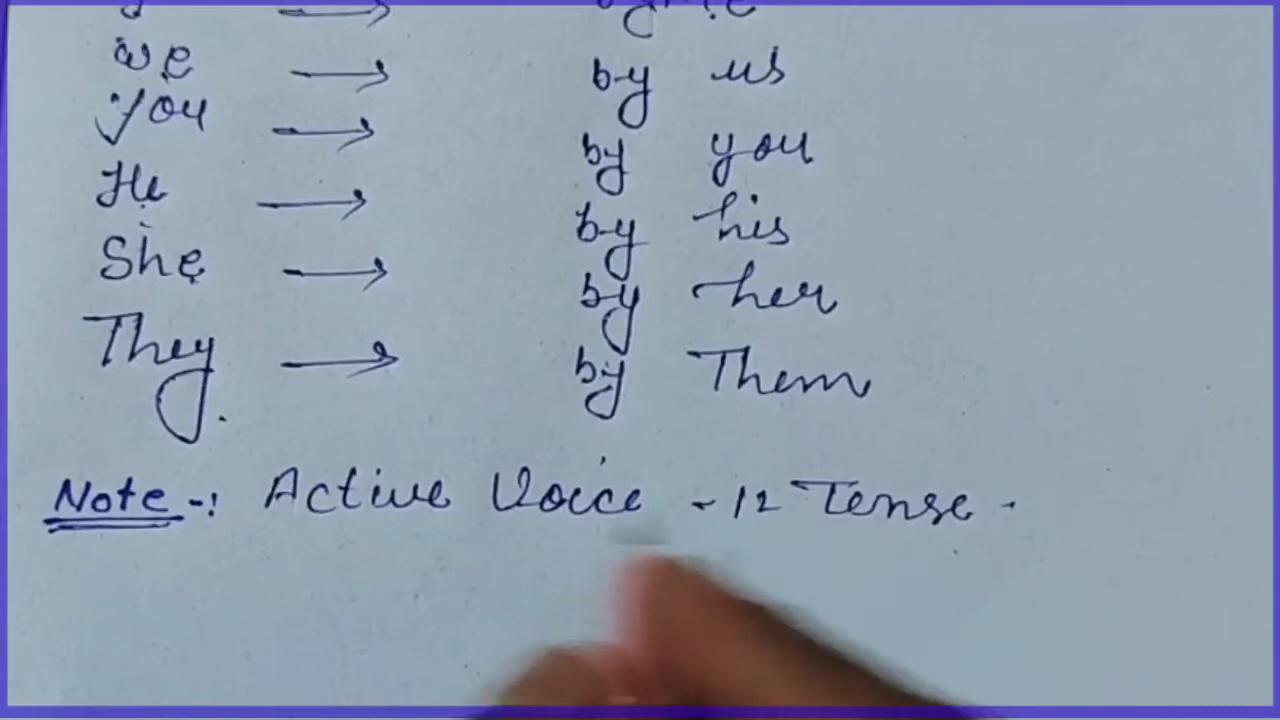 we → by us
You → by you
He → by his
She → by her
They → by Them
Note -: Active Voice - 12 Tense -